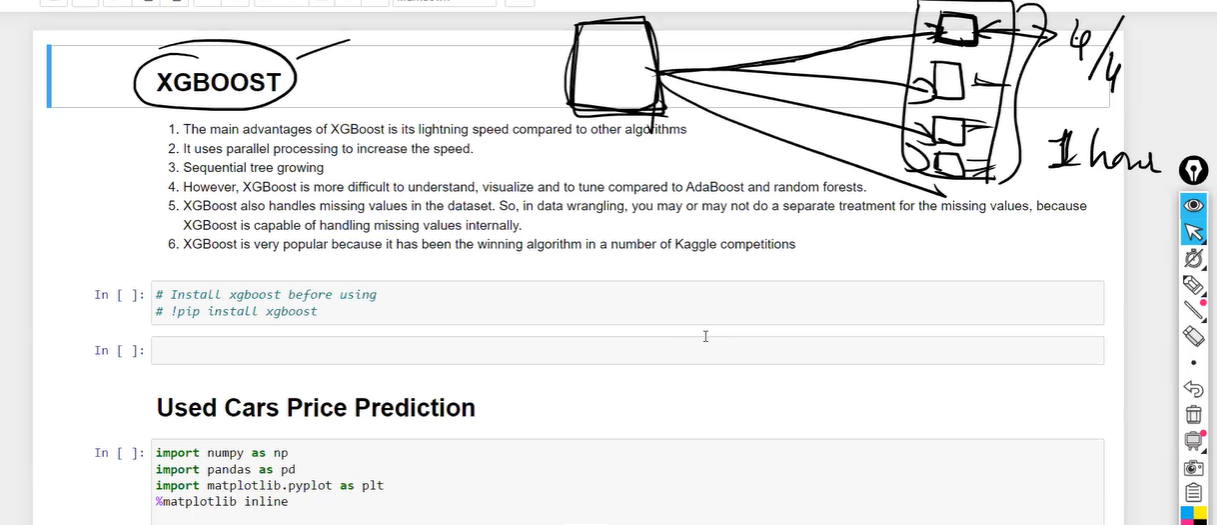 XGBOOST
4/4
1. The main advantages of XGBoost is its lightning speed compared to other algorithms
2. It uses parallel processing to increase the speed.
1 hour
3. Sequential tree growing
4. However, XGBoost is more difficult to understand, visualize and to tune compared to AdaBoost and random forests.
5. XGBoost also handles missing values in the dataset. So, in data wrangling, you may or may not do a separate treatment for the missing values, because
XGBoost is capable of handling missing values internally.
6. XGBoost is very popular because it has been the winning algorithm in a number of Kaggle competitions
In [ ]: # Install xgboost before using
# !pip install xgboost
In [ ]:
Used Cars Price Prediction
In [ ]: import numpy as np
import pandas as pd
import matplotlib.pyplot as plt
%matplotlib inline